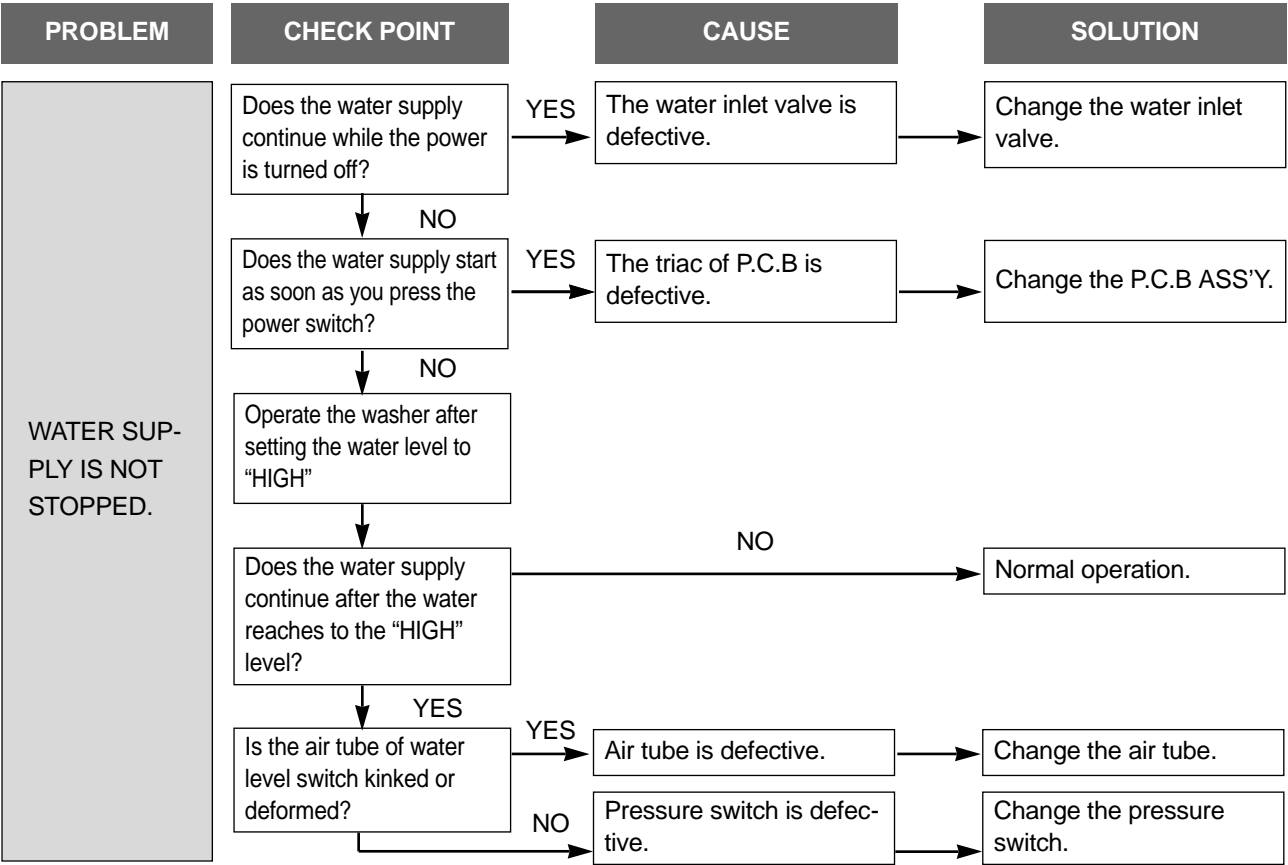 PROBLEM
CHECK POINT
CAUSE
SOLUTION
WATER SUP-
PLY IS NOT
STOPPED.
Does the water supply
continue while the power
is turned off?
YES
The water inlet valve is
defective.
Change the water inlet
valve.
NO
Does the water supply start
as soon as you press the
power switch?
YES
The triac of P.C.B is
defective.
Change the P.C.B ASS'Y.
NO
Operate the washer after
setting the water level to
“HIGH”
Does the water supply
continue after the water
reaches to the “HIGH”
level?
NO
Normal operation.
YES
Is the air tube of water
level switch kinked or
deformed?
YES
Air tube is defective.
Change the air tube.
NO
Pressure switch is defec-
tive.
Change the pressure
switch.